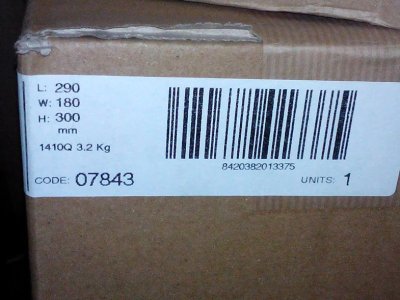 L: 290
W: 180
H: 300
mm
1410Q 3.2 Kg
8420382013375
CODE: 07843
UNITS: 1